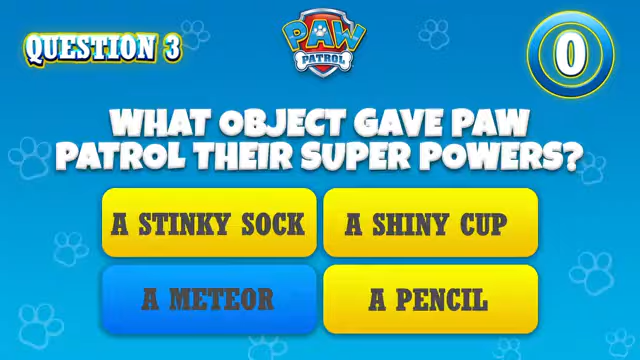 QUESTION 3
PAW
PATROL
0
WHAT OBJECT GAVE PAW
PATROL THEIR SUPER POWERS?
A STINKY SOCK
A SHINY CUP
A METEOR
A PENCIL